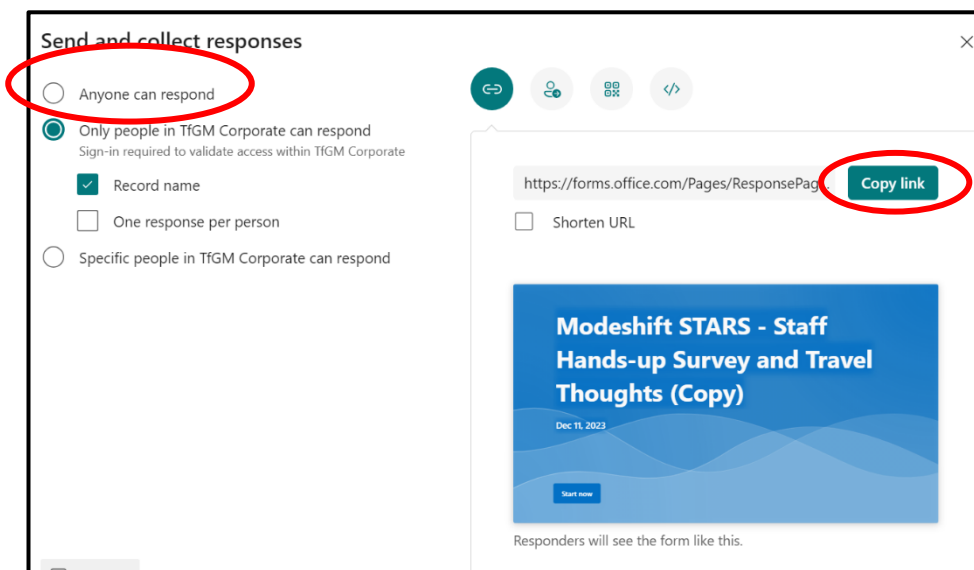 Send and collect responses
Anyone can respond
Only people in TfGM Corporate can respond
Sign-in required to validate access within TfGM Corporate
Record name
One response per person
Specific people in TfGM Corporate can respond
https://forms.office.com/Pages/ResponsePag..
Copy link
Shorten URL
Modeshift STARS - Staff
Hands-up Survey and Travel
Thoughts (Copy)
Dec 11, 2023
Start now
Responders will see the form like this.